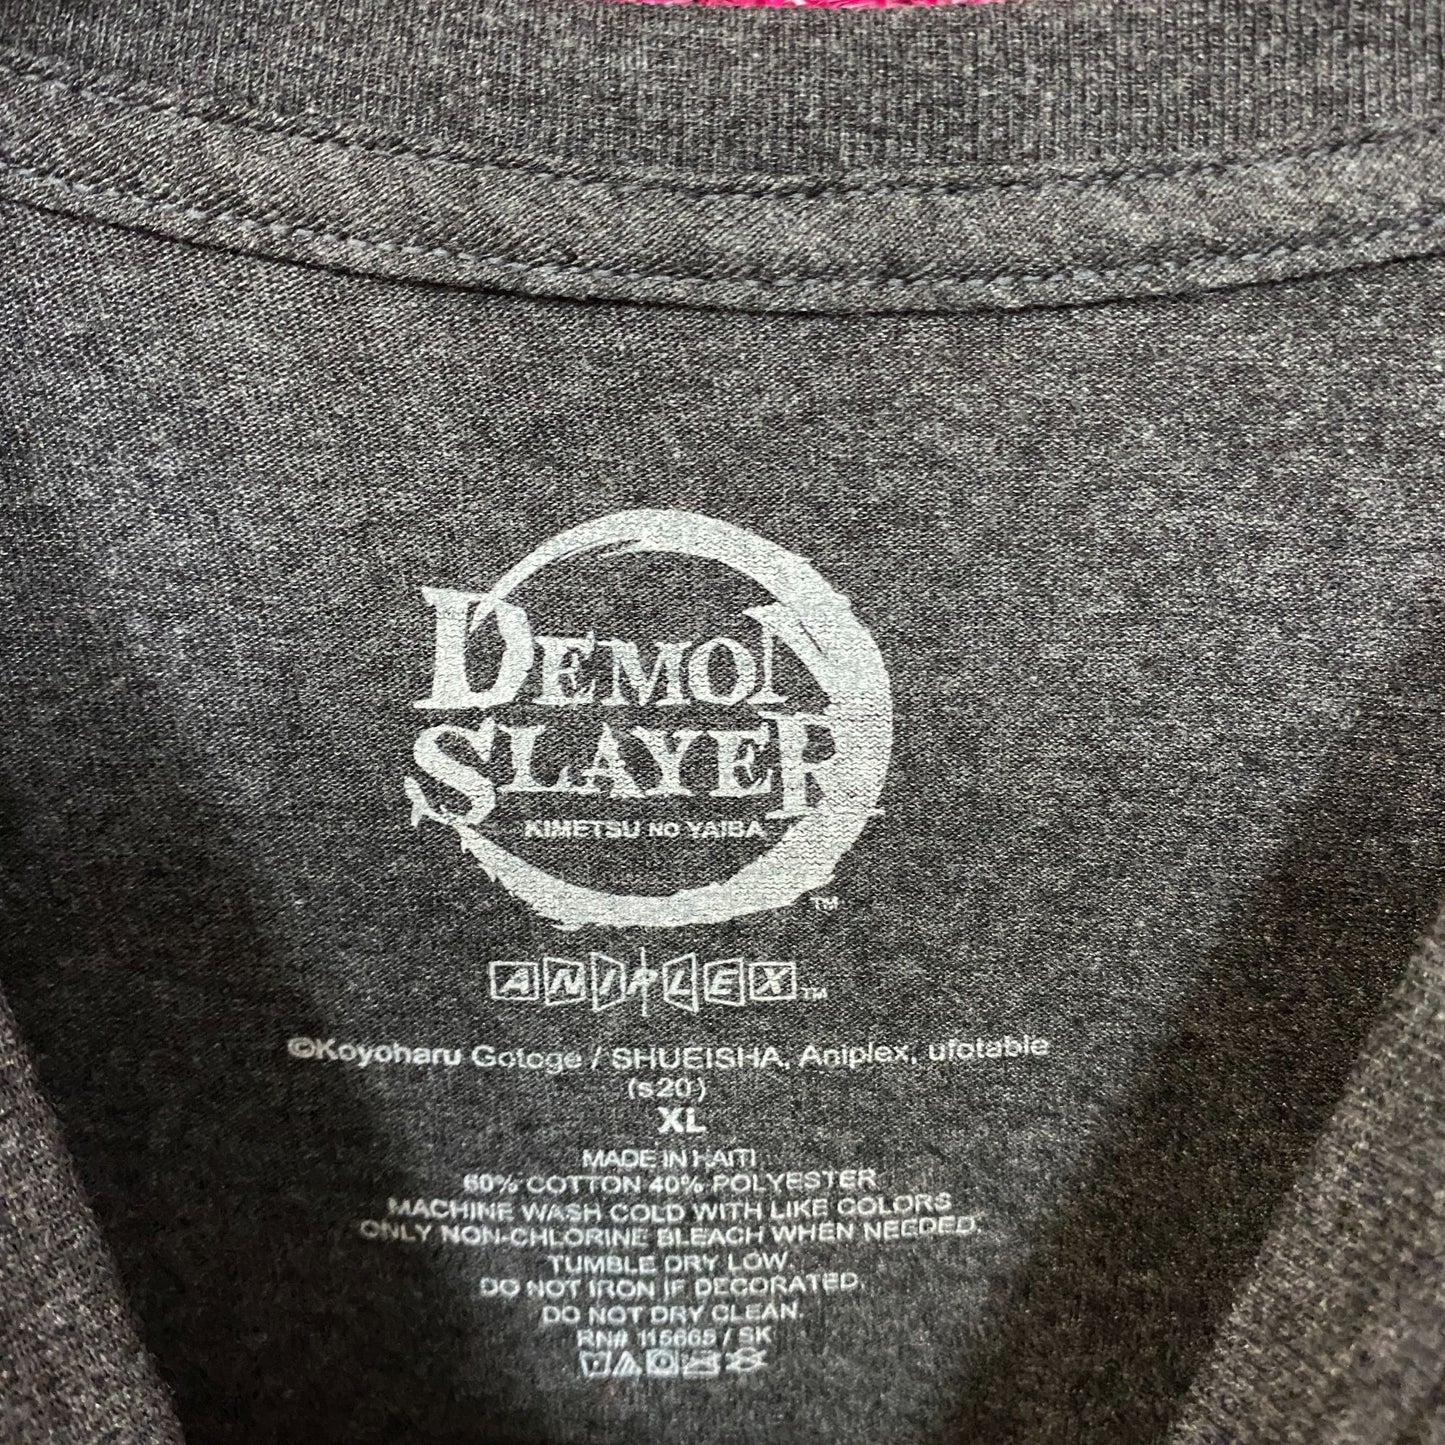 DEMON
SLAYER
KIMETSU NO YAIBA
TM
ANIPLEX TM
©Koyoharu Gotoge / SHUEISHA, Aniplex, ufotable
(s20)
XL
MADE IN HAITI
60% COTTON 40% POLYESTER
MACHINE WASH COLD WITH LIKE COLORS
ONLY NON-CHLORINE BLEACH WHEN NEEDED.
TUMBLE DRY LOW.
DO NOT IRON IF DECORATED.
DO NOT DRY CLEAN.
RN# 115665 / SK